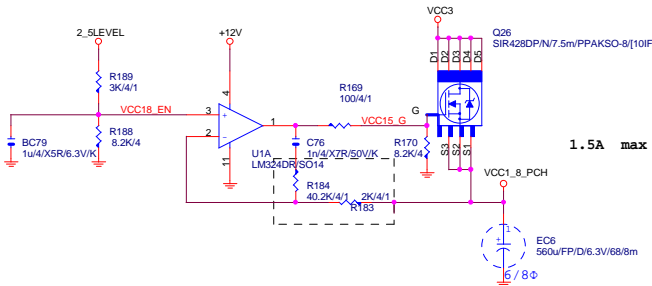 VCC3
Q26
SIR428DP/N/7.5m/PPAKSO-8/[10IF
2_5LEVEL
+12V
D1
D2
D3
D4
D5
R189
3K/4/1
4
R169
100/4/1
VCC18_EN
3
+
1
VCC15_G
G
2
−
R188
8.2K/4
BC79
1u/4/X5R/6.3V/K
11
U1A
LM324DR/SO14
C76
1n/4/X7R/50V/K
R170
8.2K/4
S3
S2
S1
1.5A max
VCC1_8_PCH
R184
40.2K/4/1
2K/4/1
R183
1
+
EC6
560u/FP/D/6.3V/68/8m
6/8Φ